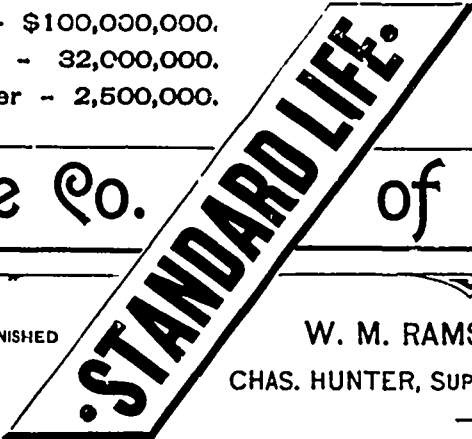 - $100,000,000.
- 32,000,000.
er - 2,500,000.
·STANDARD LIFE·
e Co. of
NISHED
W. M. RAMS
CHAS. HUNTER, SUP